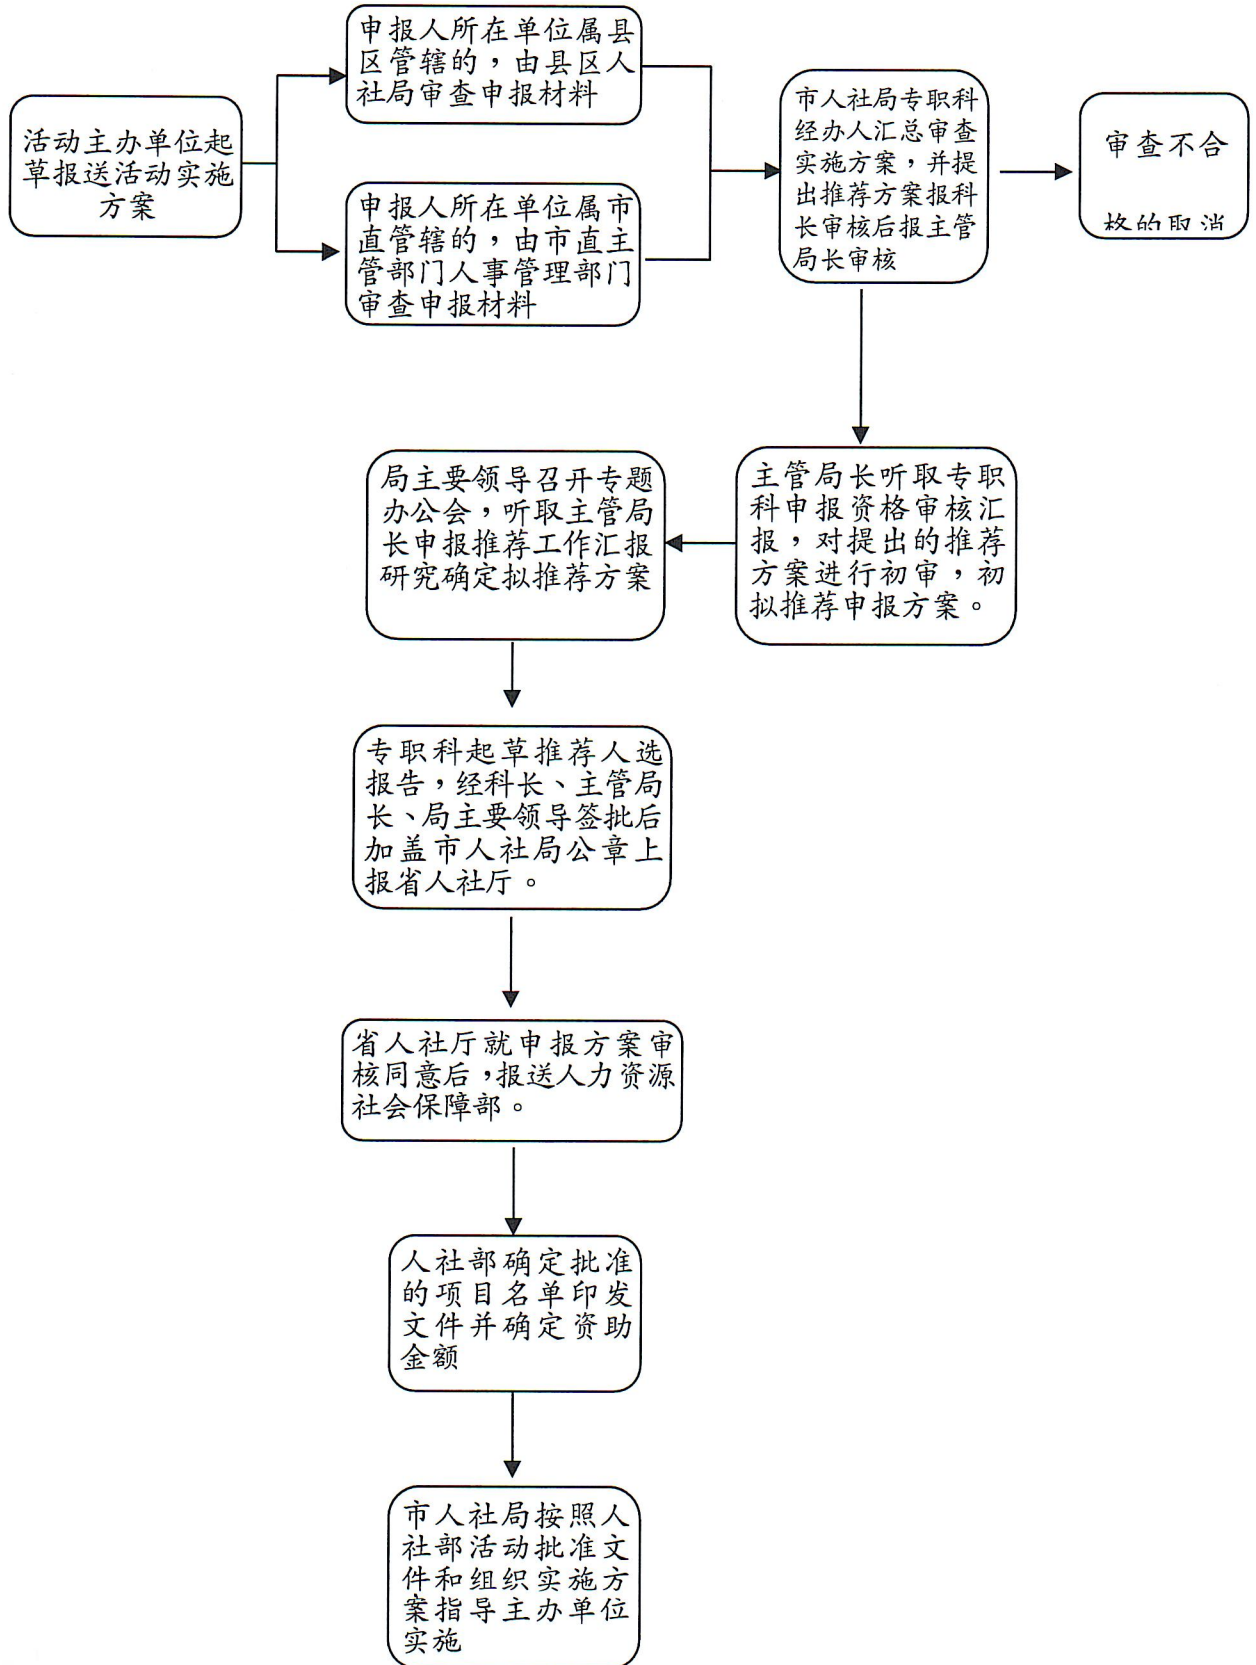 活动主办单位起
草报送活动实施
方案
申报人所在单位属县
区管辖的，由县区人
社局审查申报材料
申报人所在单位属市
直管辖的，由市直主
管部门人事管理部门
审查申报材料
市人社局专职科
经办人汇总审查
实施方案，并提
出推荐方案报科
长审核后报主管
局长审核
审查不合
格的取消
主管局长听取专职
科申报资格审核汇
报，对提出的推荐
方案进行初审，初
拟推荐申报方案。
局主要领导召开专题
办公会，听取主管局
长申报推荐工作汇报
研究确定拟推荐方案
专职科起草推荐人选
报告，经科长、主管局
长、局主要领导签批后
加盖市人社局公章上
报省人社厅。
省人社厅就申报方案审
核同意后，报送人力资源
社会保障部。
人社部确定批准
的项目名单印发
文件并确定资助
金额
市人社局按照人
社部活动批准文
件和组织实施方
案指导主办单位
实施